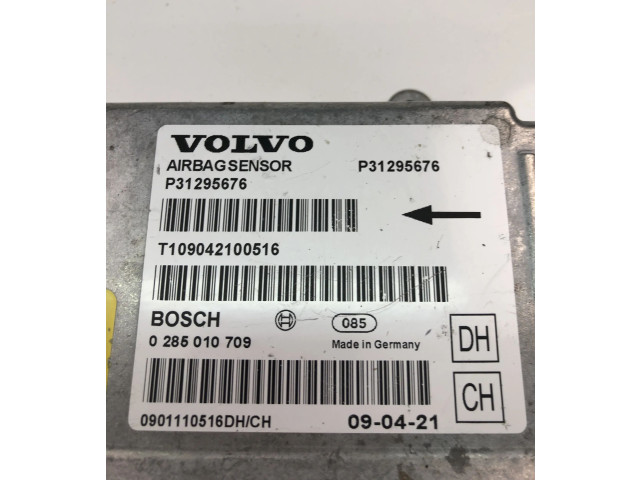 VOLVO
AIRBAGSENSOR P31295676
P31295676
T109042100516
BOSCH 085
0 285 010 709 Made in Germany
DH
CH
0901110516DH/CH 09-04-21